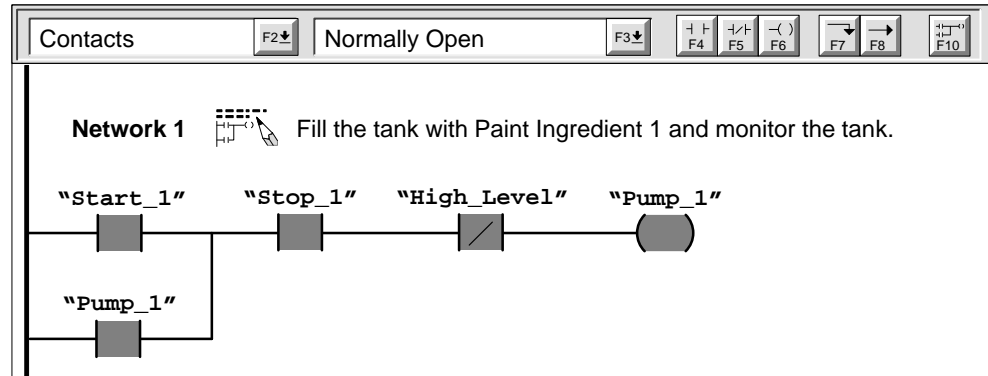 Contacts F2 Normally Open F3 F4 F5 F6 F7 F8 F10
Network 1 Fill the tank with Paint Ingredient 1 and monitor the tank.
“Start_1” “Stop_1” “High_Level” “Pump_1”
“Pump_1”